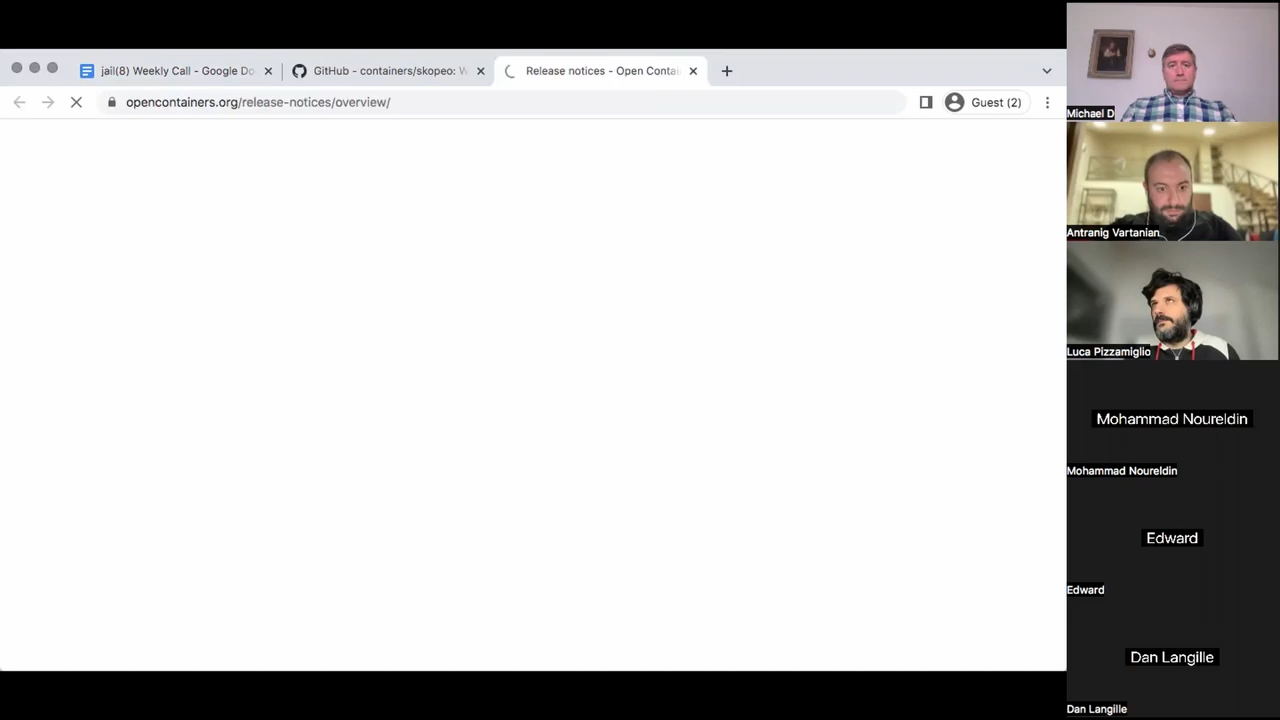 jail(8) Weekly Call - Google Do
GitHub - containers/skopeo: W
Release notices - Open Contai
opencontainers.org/release-notices/overview/
Guest (2)
Michael D
Antranig Vartanian
Luca Pizzamiglio
Mohammad Noureldin
Mohammad Noureldin
Edward
Edward
Dan Langille
Dan Langille